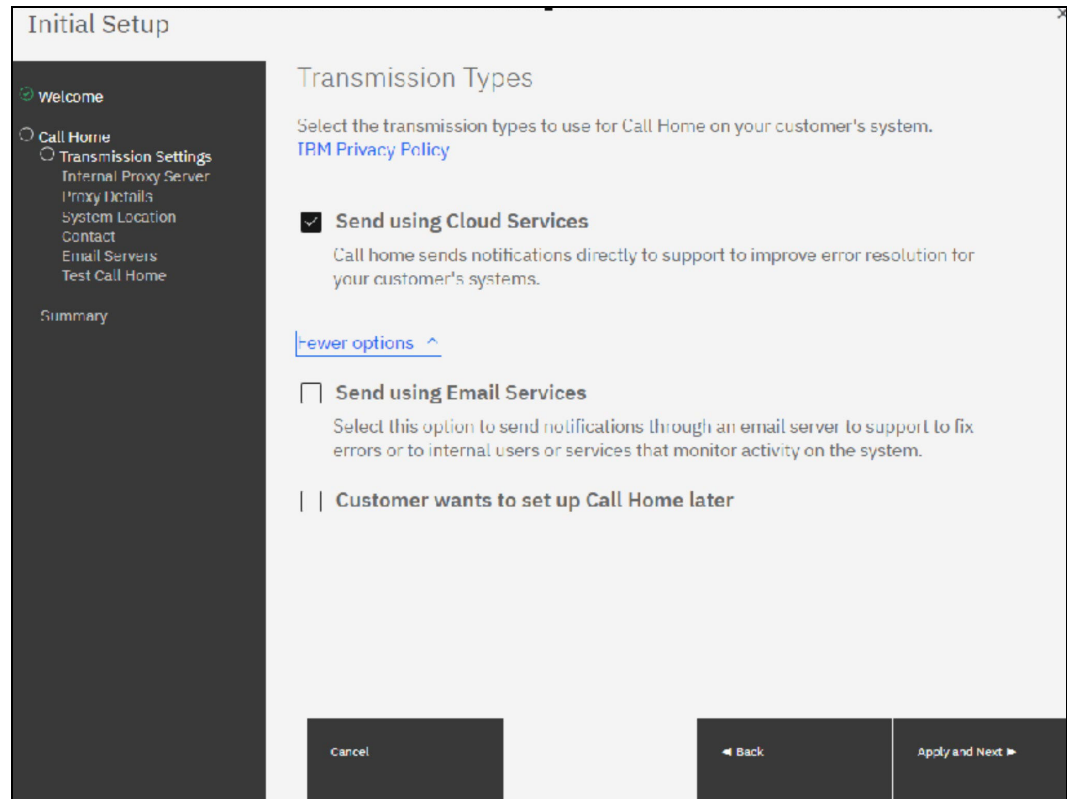 Initial Setup
Welcome
Call Home
Transmission Settings
Internal Proxy Server
Proxy Details
System Location
Contact
Email Servers
Test Call Home
Summary
Transmission Types
Select the transmission types to use for Call Home on your customer's system.
IBM Privacy Policy
Send using Cloud Services
Call home sends notifications directly to support to improve error resolution for
your customer's systems.
Fewer options
Send using Email Services
Select this option to send notifications through an email server to support to fix
errors or to internal users or services that monitor activity on the system.
Customer wants to set up Call Home later
Cancel
Back
Apply and Next